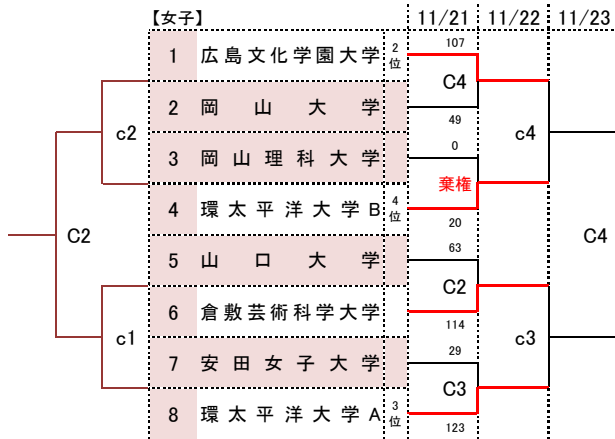 【女子】 11/21 11/22 11/23
1 広島文化学園大学 2位 107
C4
2 岡山大学 49
c2 c4
3 岡山理科大学 0
棄権
4 環太平洋大学B 4位 20
C2 C4
5 山口大学 63
C2
6 倉敷芸術科学大学 114
c1 c3
7 安田女子大学 29
C3
8 環太平洋大学A 3位 123